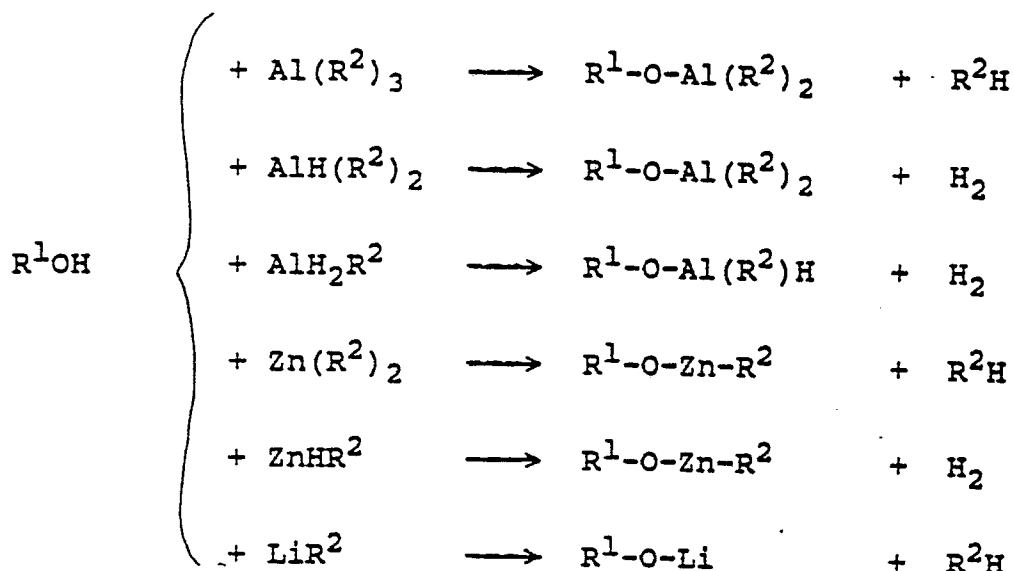 + Al(R²)₃ ⟶ R¹-O-Al(R²)₂ + R²H
+ AlH(R²)₂ ⟶ R¹-O-Al(R²)₂ + H₂
R¹OH + AlH₂R² ⟶ R¹-O-Al(R²)H + H₂
+ Zn(R²)₂ ⟶ R¹-O-Zn-R² + R²H
+ ZnHR² ⟶ R¹-O-Zn-R² + H₂
+ LiR² ⟶ R¹-O-Li + R²H